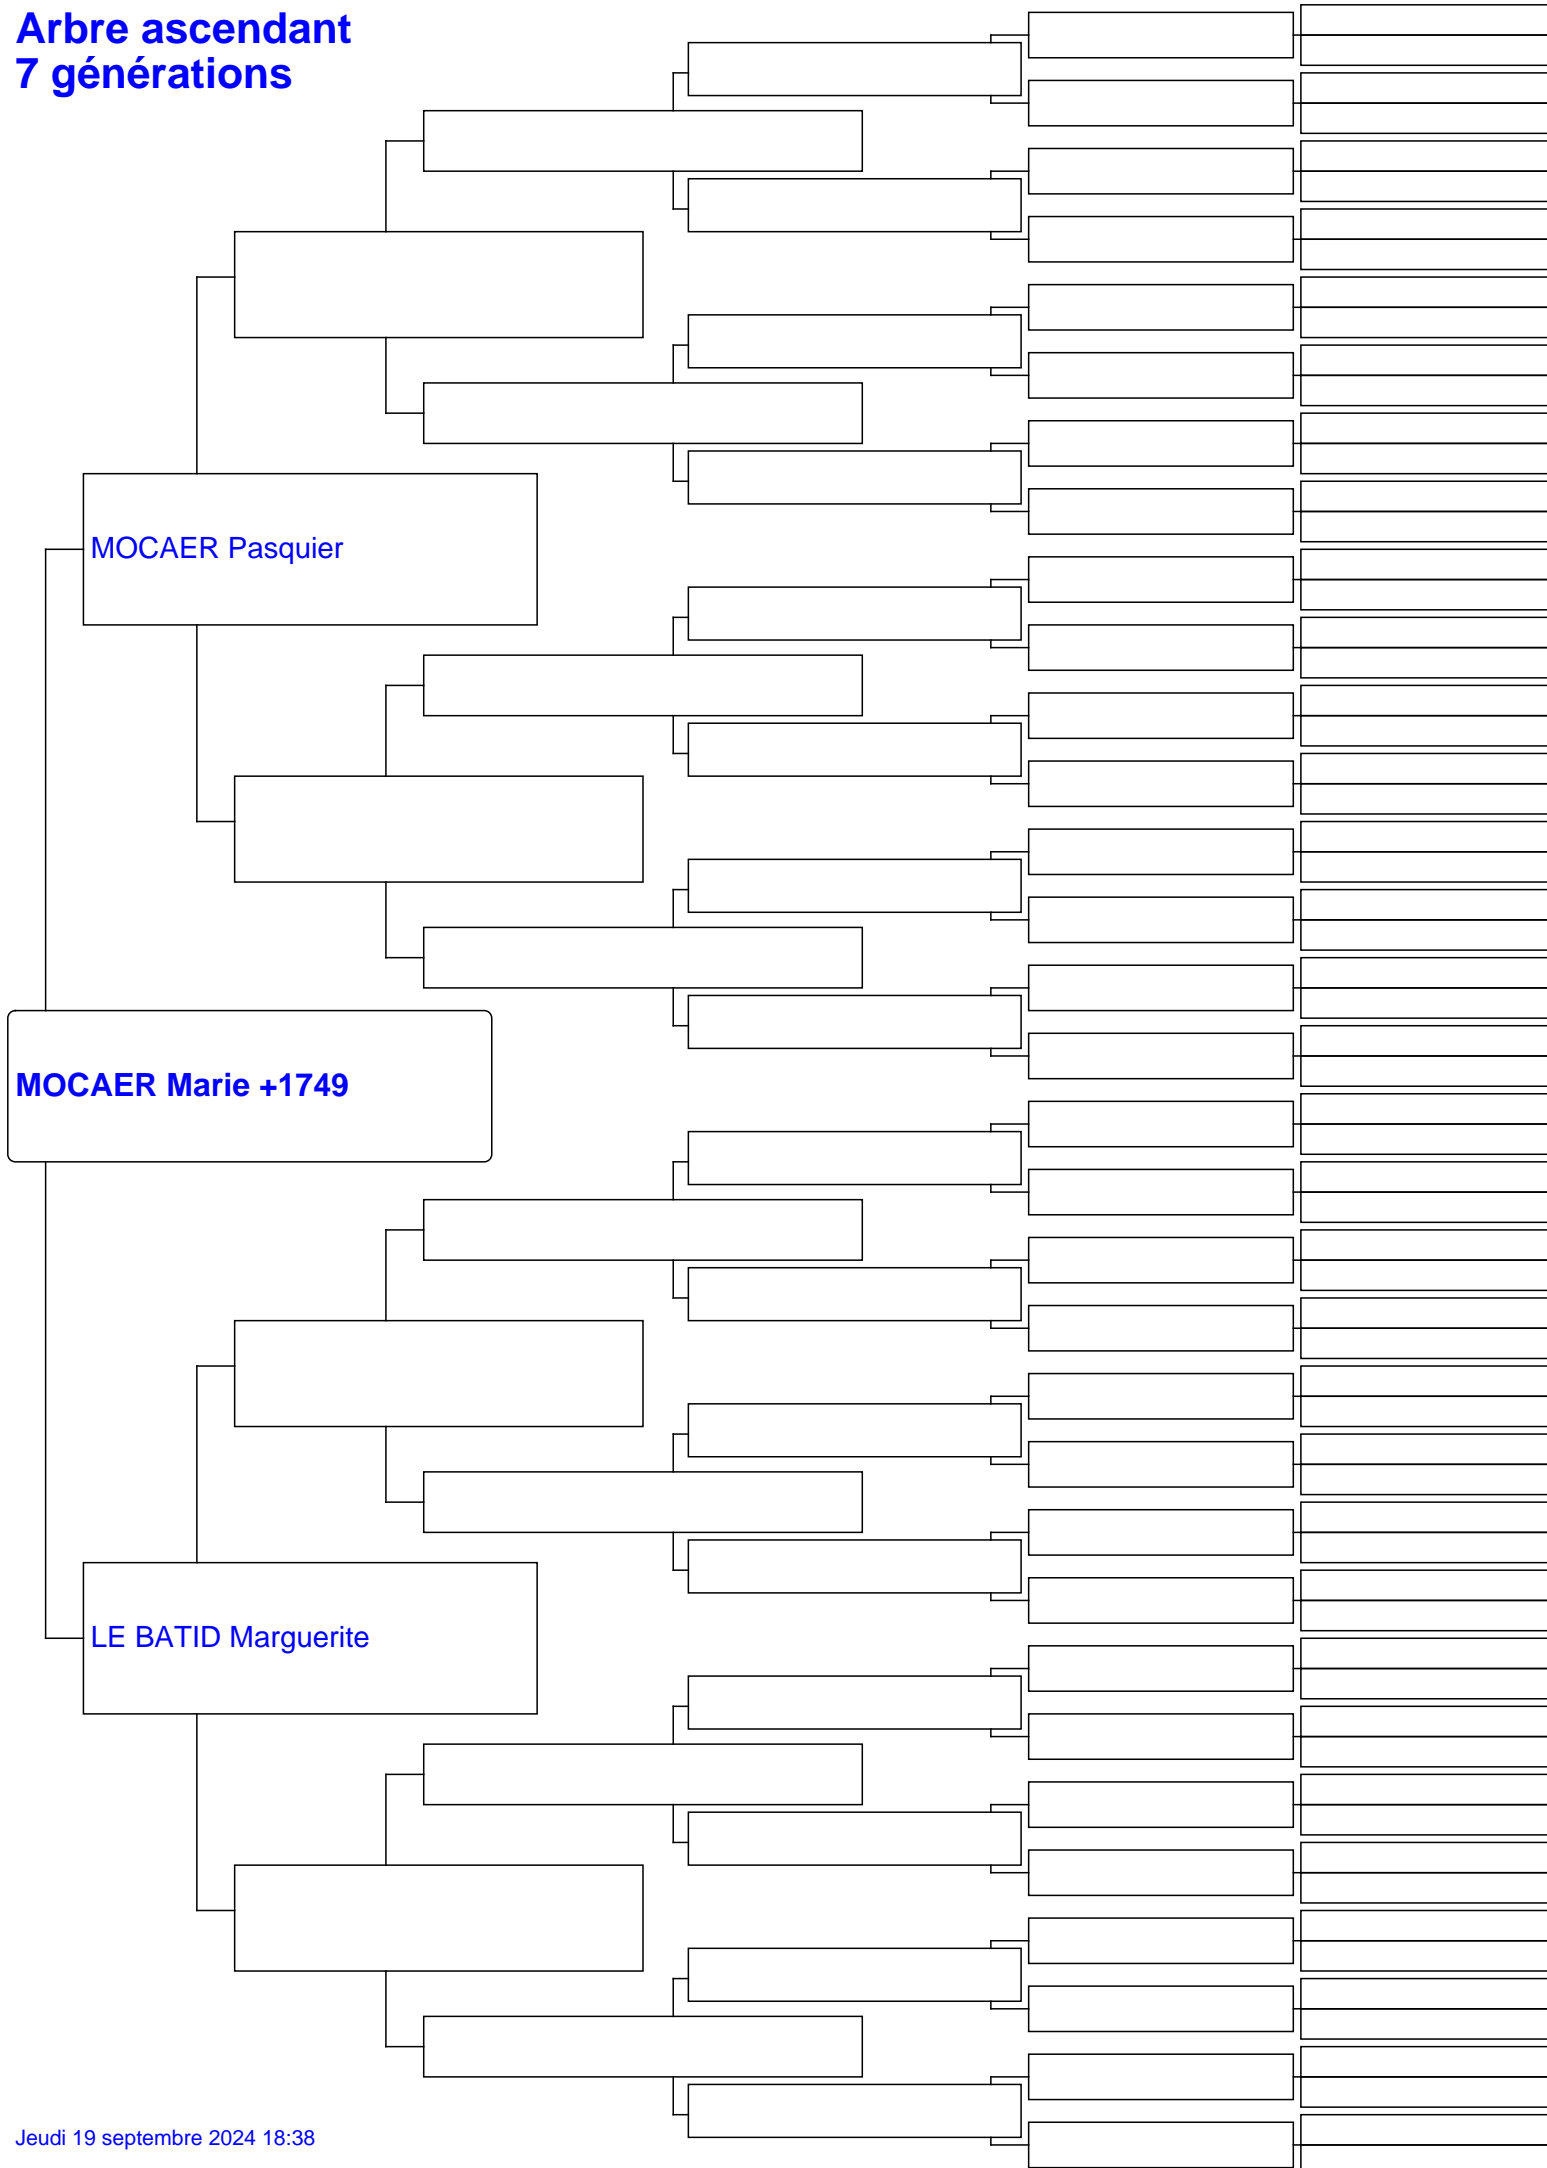 Arbre ascendant
7 générations
MOCAER Pasquier
MOCAER Marie +1749
LE BATID Marguerite
Jeudi 19 septembre 2024 18:38